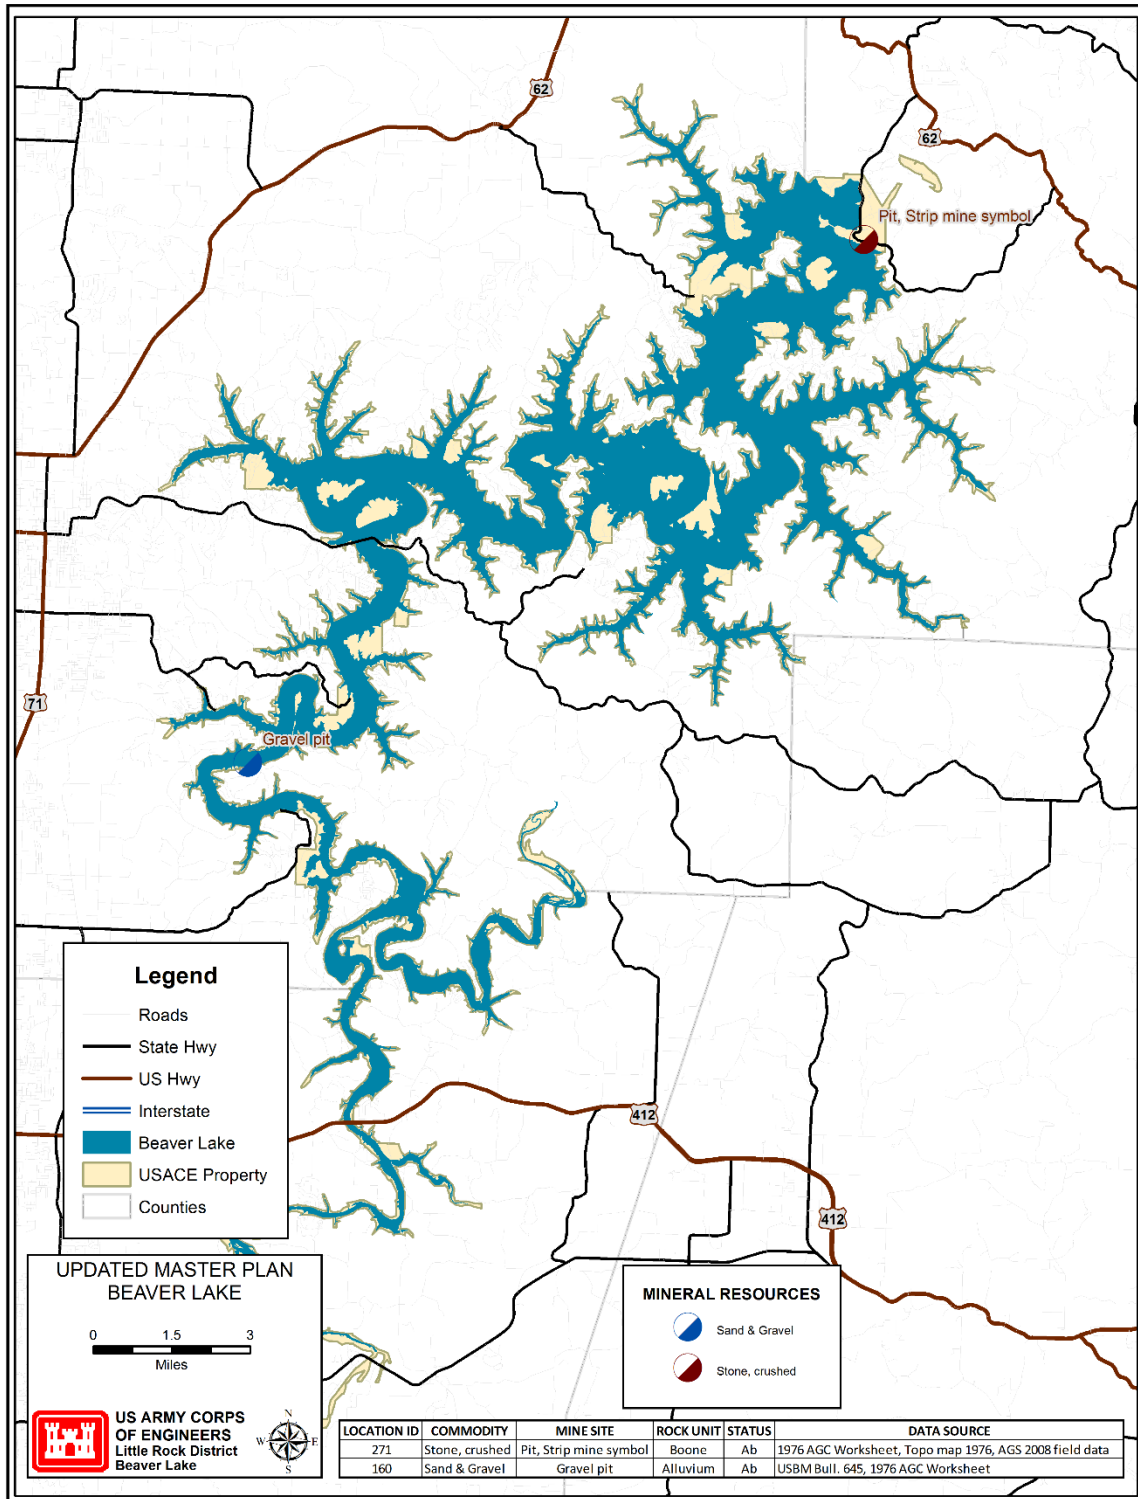 62
62
Pit, Strip mine symbol
71
Gravel pit
Legend
Roads
State Hwy
US Hwy
Interstate
Beaver Lake
USACE Property
Counties
412
412
UPDATED MASTER PLAN
BEAVER LAKE
0 1.5 3
Miles
US ARMY CORPS
OF ENGINEERS
Little Rock District
Beaver Lake
N
W E
S
MINERAL RESOURCES
Sand & Gravel
Stone, crushed
LOCATION ID COMMODITY MINE SITE ROCK UNIT STATUS DATA SOURCE
271 Stone, crushed Pit, Strip mine symbol Boone Ab 1976 AGC Worksheet, Topo map 1976, AGS 2008 field data
160 Sand & Gravel Gravel pit Alluvium Ab USBM Bull. 645, 1976 AGC Worksheet